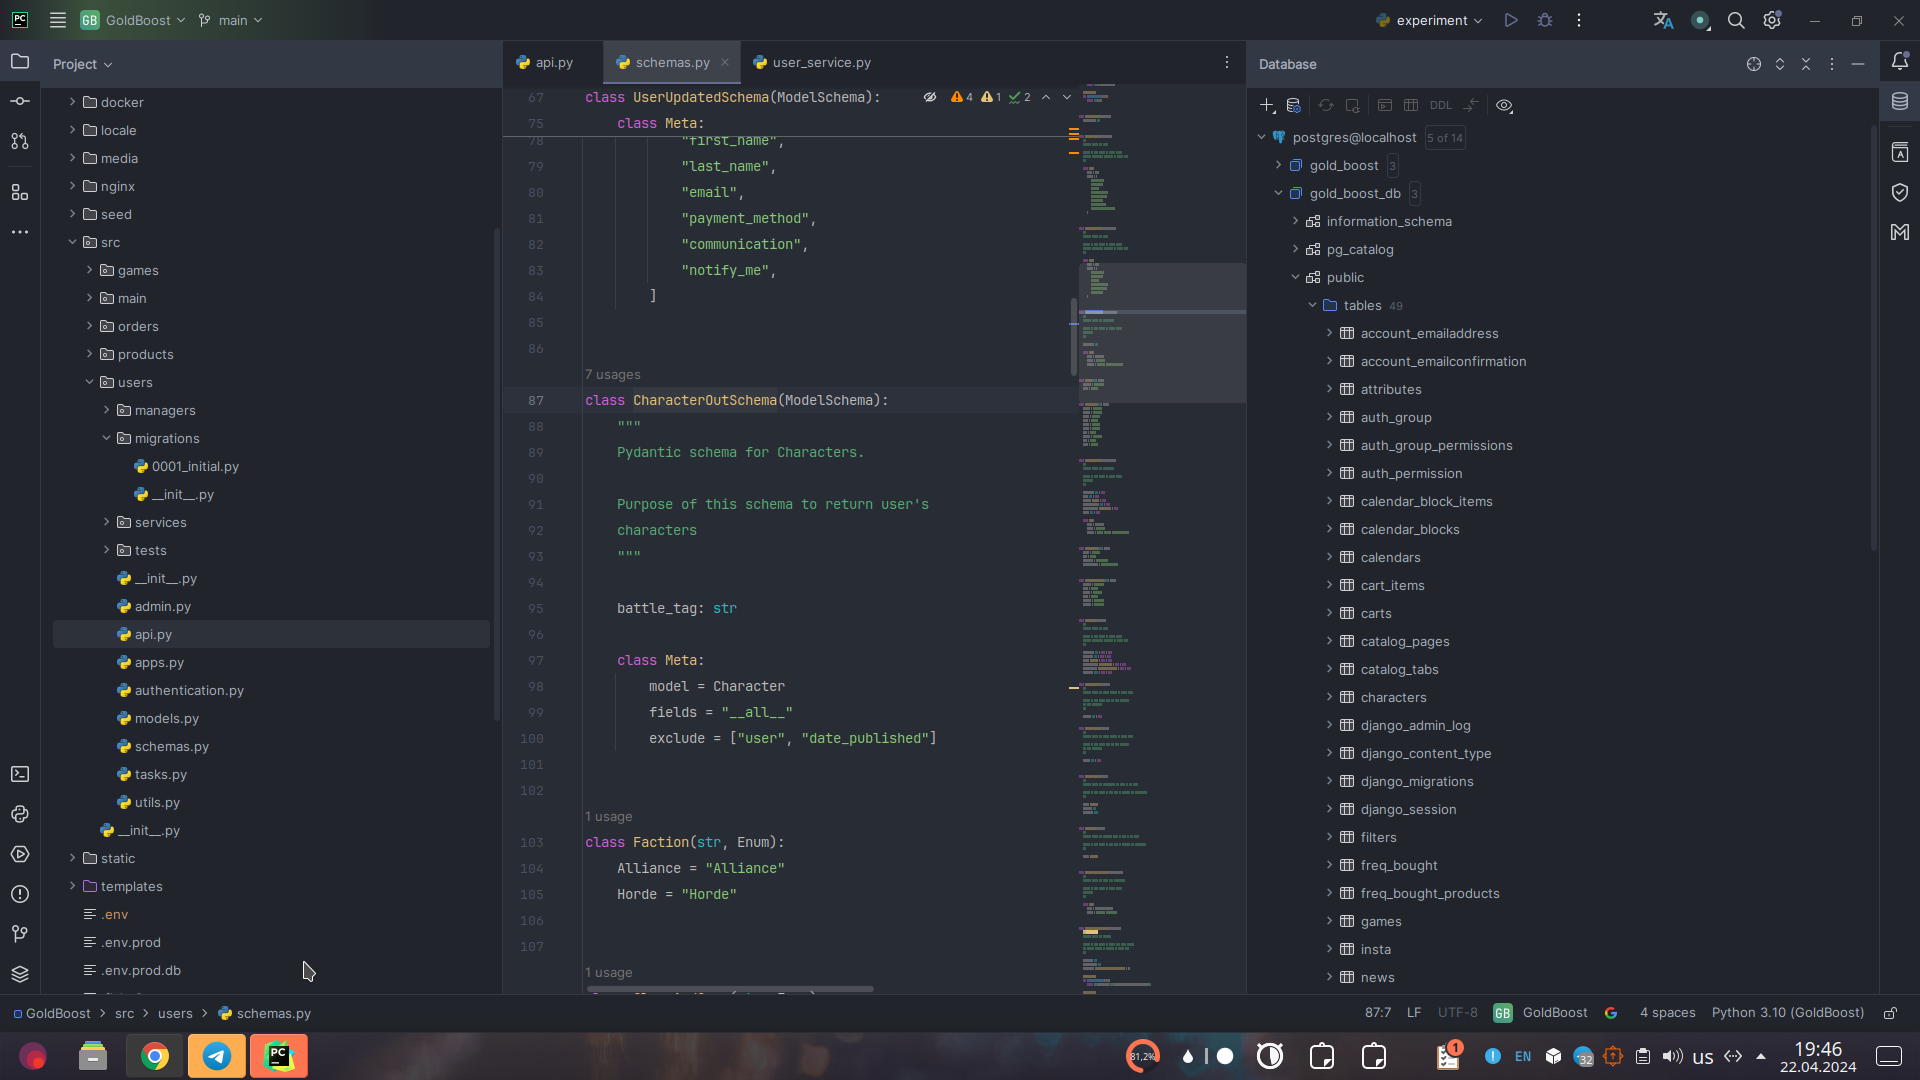 GB GoldBoost main
experiment
Project
docker
locale
media
nginx
seed
src
games
main
orders
products
users
managers
migrations
0001_initial.py
__init__.py
services
tests
__init__.py
admin.py
api.py
apps.py
authentication.py
models.py
schemas.py
tasks.py
utils.py
__init__.py
static
templates
.env
.env.prod
.env.prod.db
api.py schemas.py user_service.py
4 1 2
67 class UserUpdatedSchema(ModelSchema):
75 class Meta:
78 "first_name",
79 "last_name",
80 "email",
81 "payment_method",
82 "communication",
83 "notify_me",
84 ]
85
86
7 usages
87 class CharacterOutSchema(ModelSchema):
88 """
89 Pydantic schema for Characters.
90
91 Purpose of this schema to return user's
92 characters
93 """
94
95 battle_tag: str
96
97 class Meta:
98 model = Character
99 fields = "__all__"
100 exclude = ["user", "date_published"]
101
102
1 usage
103 class Faction(str, Enum):
104 Alliance = "Alliance"
105 Horde = "Horde"
106
107
1 usage
Database
DDL
postgres@localhost 5 of 14
gold_boost 3
gold_boost_db 3
information_schema
pg_catalog
public
tables 49
account_emailaddress
account_emailconfirmation
attributes
auth_group
auth_group_permissions
auth_permission
calendar_block_items
calendar_blocks
calendars
cart_items
carts
catalog_pages
catalog_tabs
characters
django_admin_log
django_content_type
django_migrations
django_session
filters
freq_bought
freq_bought_products
games
insta
news
GoldBoost > src > users > schemas.py
87:7 LF UTF-8 GB GoldBoost 4 spaces Python 3.10 (GoldBoost)
PC
81,2%
1
EN
32
us
19:46
22.04.2024